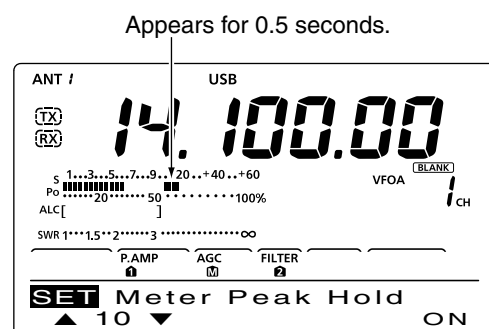 Appears for 0.5 seconds.
ANT 1 USB
TX
RX
14.100.00
S 1•••3•••5•••7•••9••20••+40••+60
Po ••••••20••••••50••••••••••••100%
VFOA BLANK
1 CH
ALC[ ]
SWR 1•••1.5••2•••••3•••••••••••••••∞
P.AMP AGC FILTER
1 M 2
SET Meter Peak Hold
▲ 10 ▼ ON